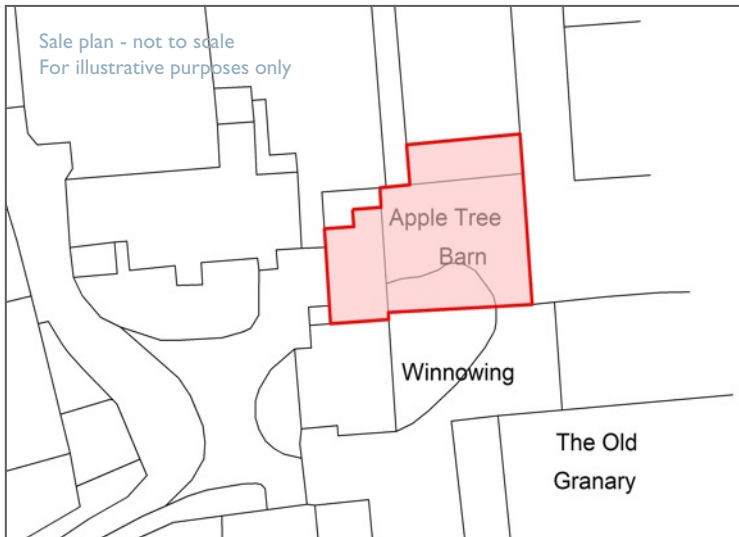 Sale plan - not to scale
For illustrative purposes only
Apple Tree
Barn
Winnowing
The Old
Granary